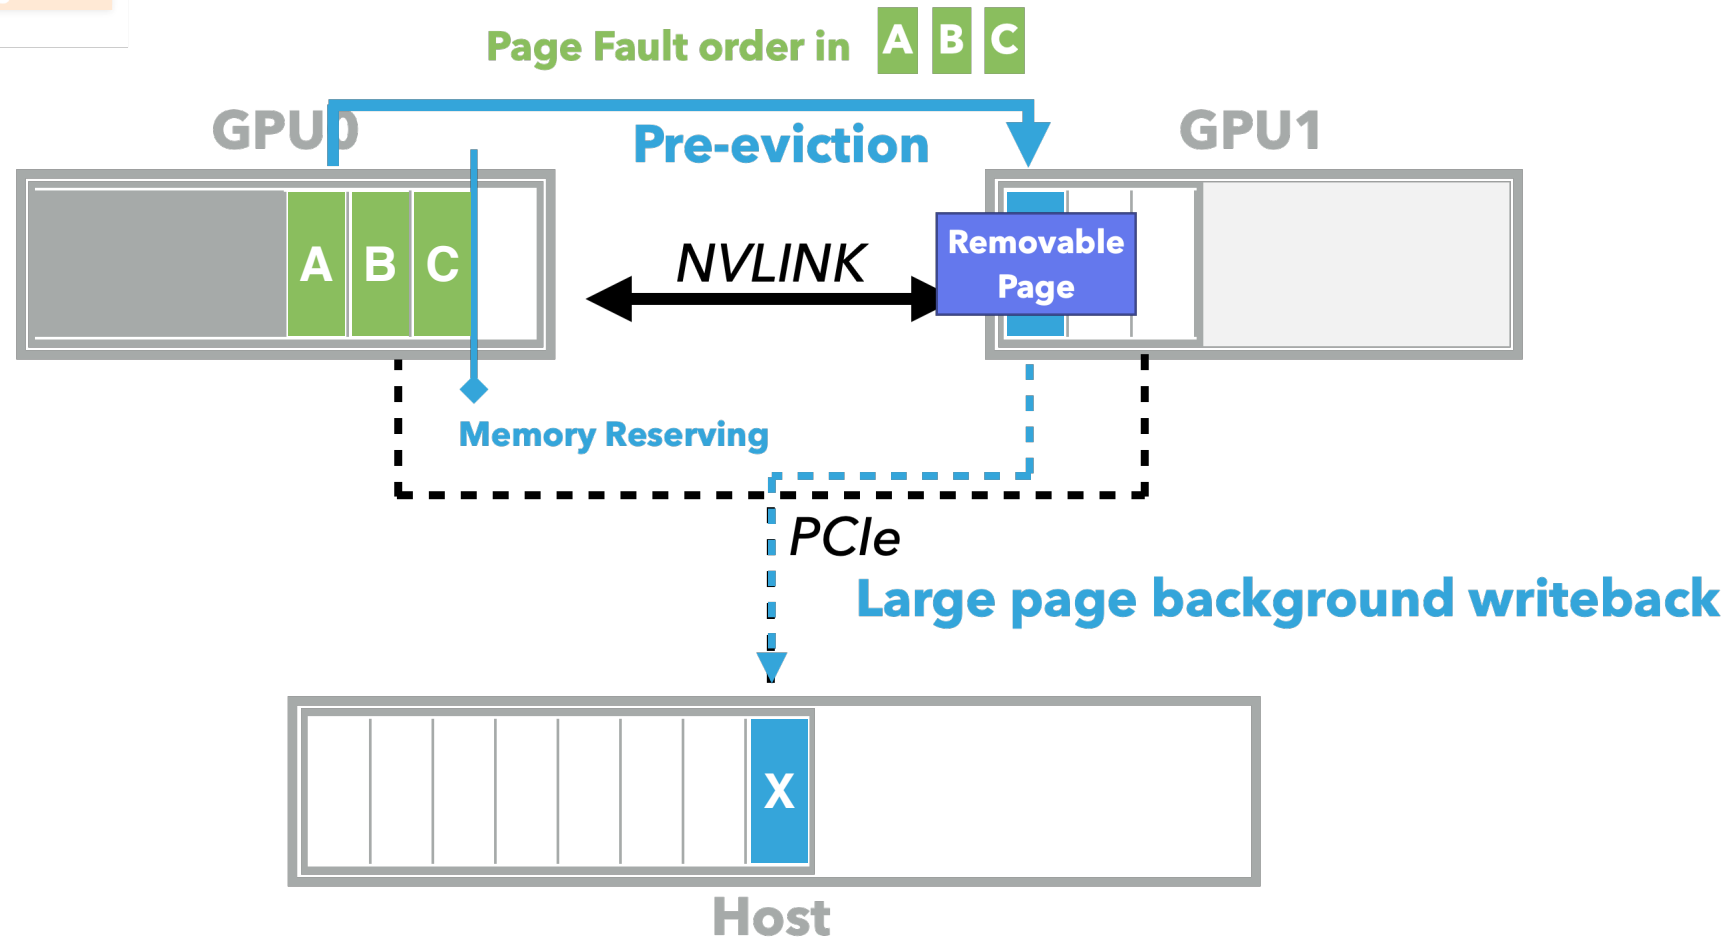 Page Fault order in A B C
GPU0
Pre-eviction
GPU1
A B C
NVLINK
Removable
Page
Memory Reserving
PCIe
Large page background writeback
X
Host